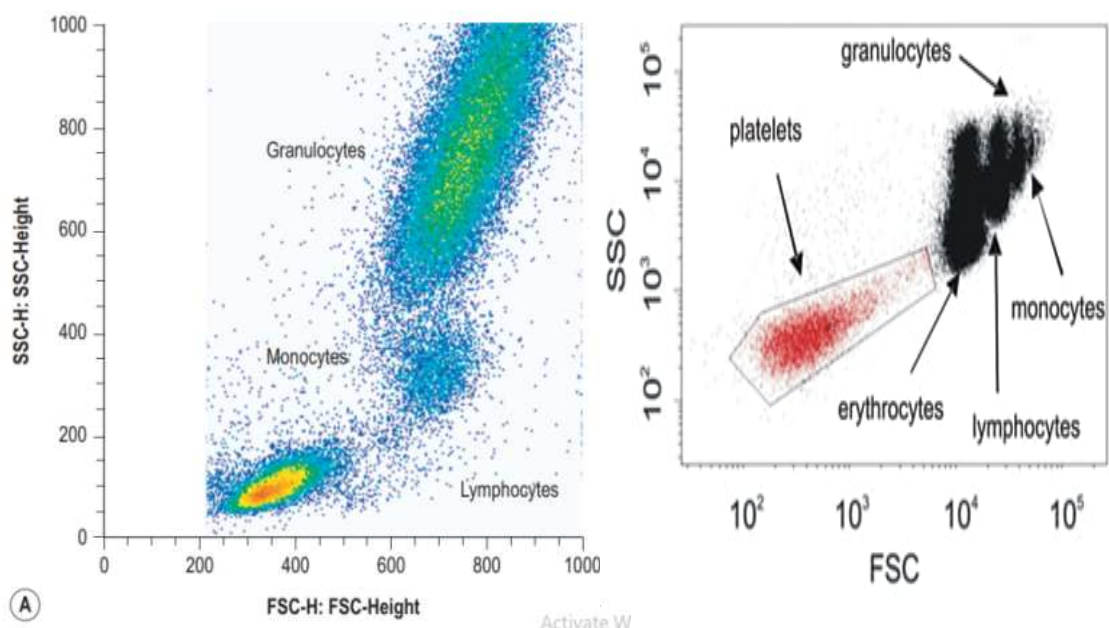 1000
800
600
400
200
0
SSC-H: SSC-Height
Granulocytes
Monocytes
Lymphocytes
0
200
400
600
800
1000
FSC-H: FSC-Height
A
10⁵
10⁴
10³
10²
SSC
granulocytes
platelets
monocytes
erythrocytes
lymphocytes
10²
10³
10⁴
10⁵
FSC
Activate W